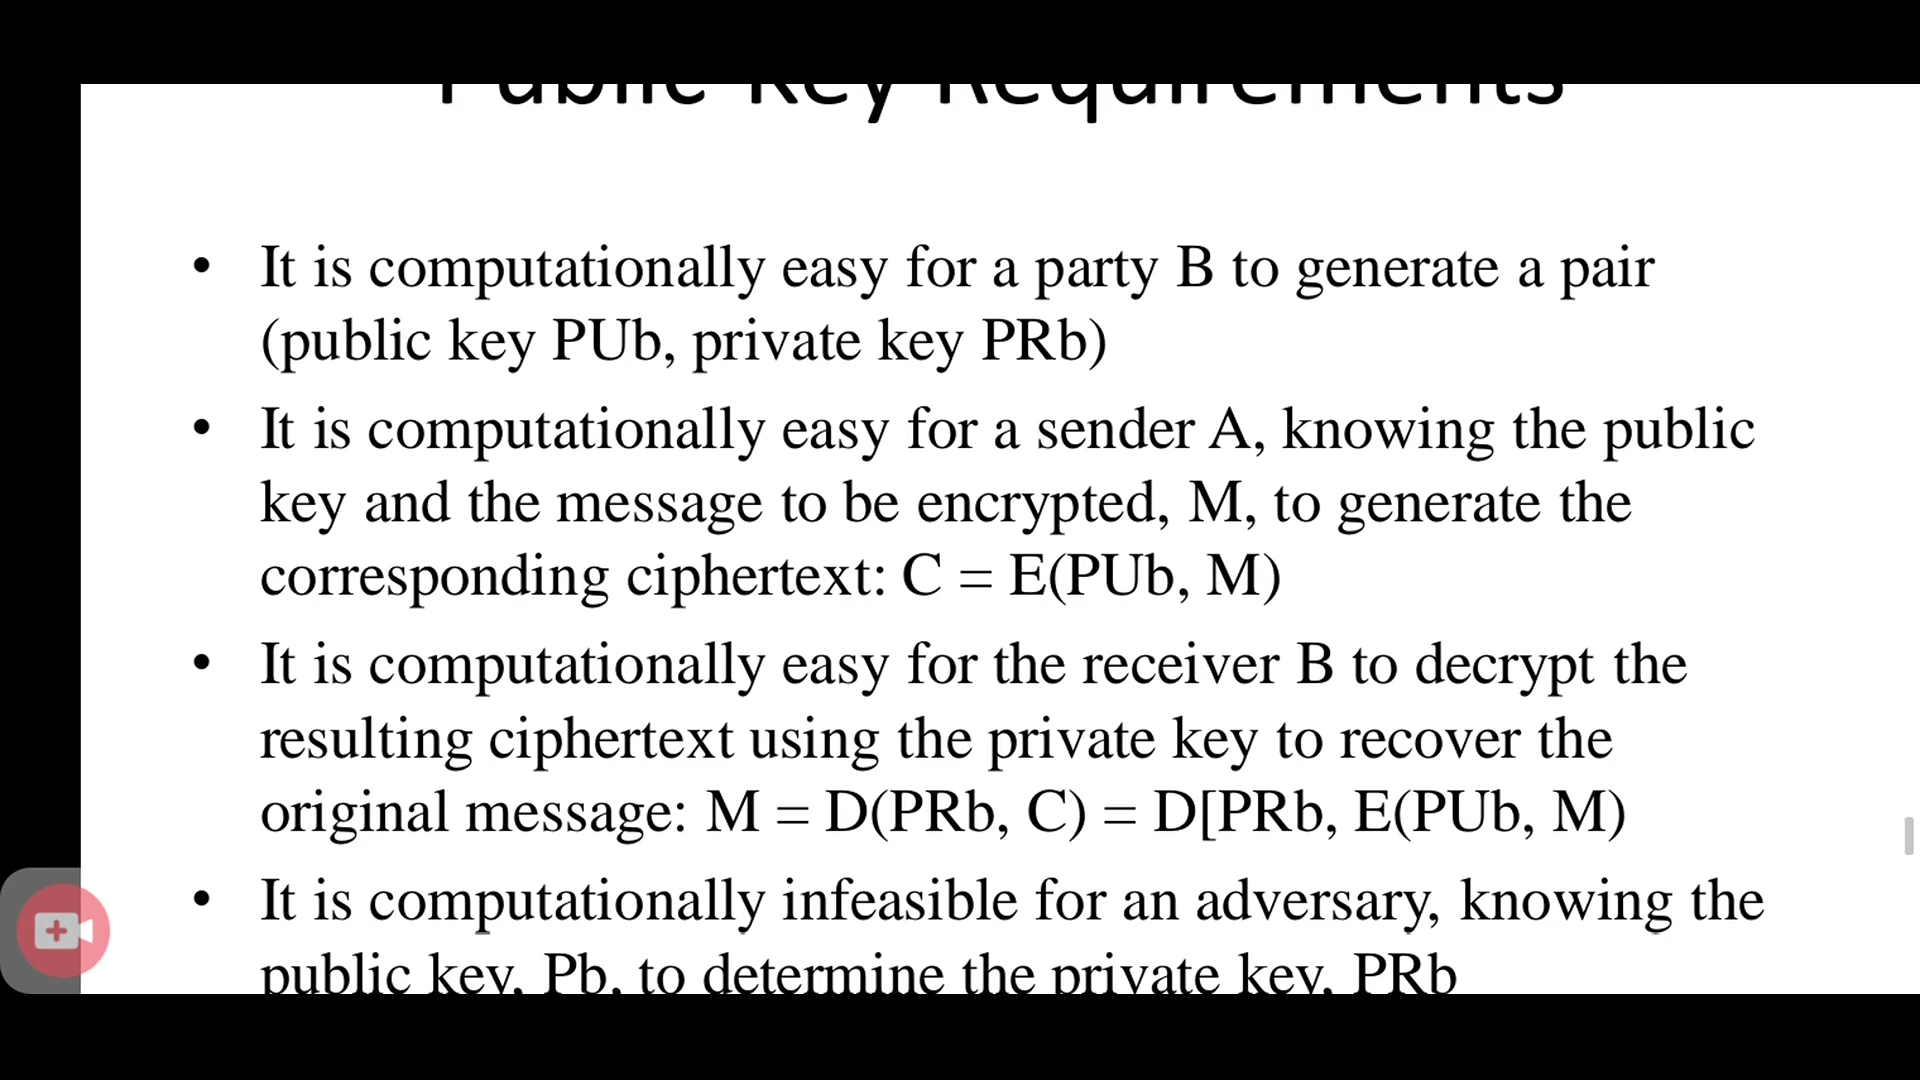 Public Key Requirements
• It is computationally easy for a party B to generate a pair
(public key PUb, private key PRb)
• It is computationally easy for a sender A, knowing the public
key and the message to be encrypted, M, to generate the
corresponding ciphertext: C = E(PUb, M)
• It is computationally easy for the receiver B to decrypt the
resulting ciphertext using the private key to recover the
original message: M = D(PRb, C) = D[PRb, E(PUb, M)
• It is computationally infeasible for an adversary, knowing the
public key, Pb, to determine the private key, PRb